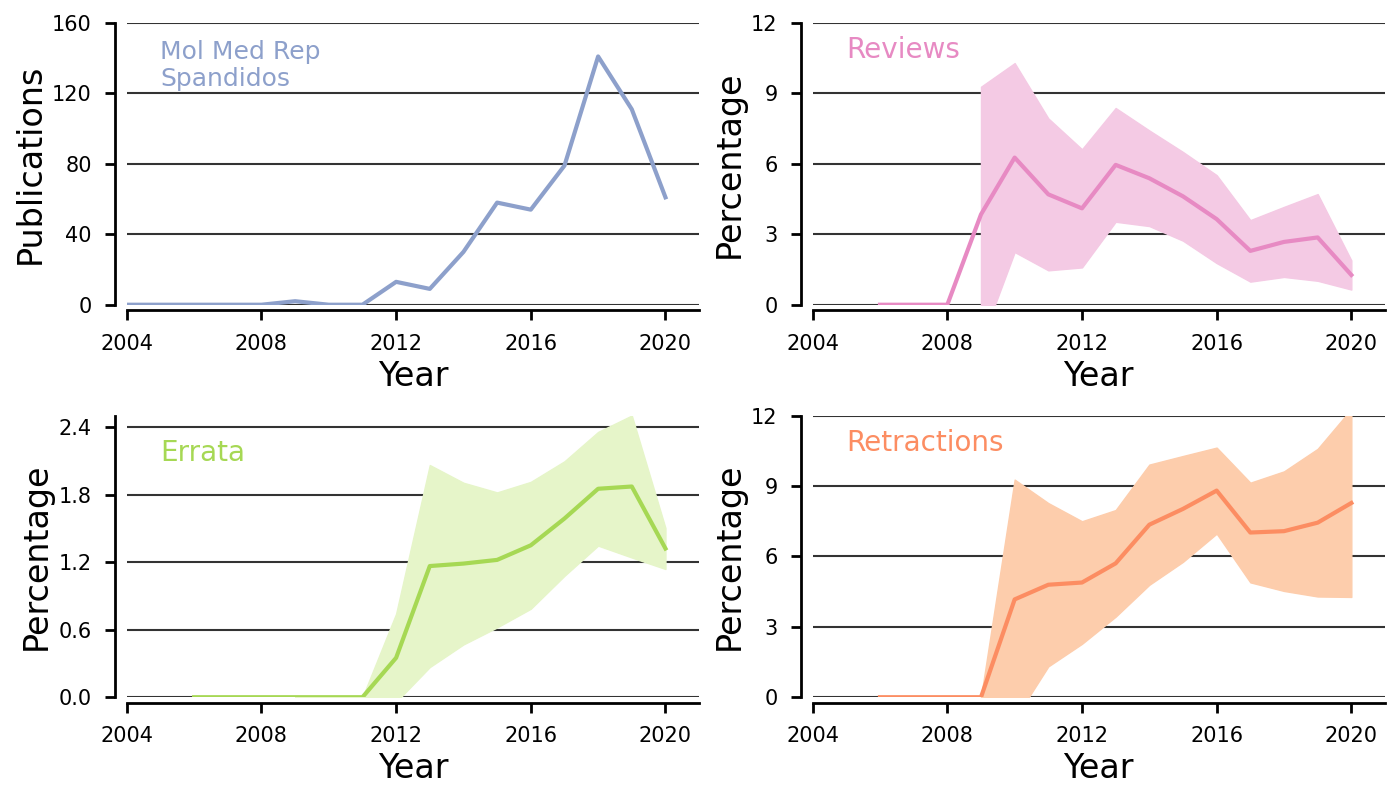 Mol Med Rep
Spandidos
Publications
160
120
80
40
0
2004 2008 2012 2016 2020
Year
Reviews
Percentage
12
9
6
3
0
2004 2008 2012 2016 2020
Year
Errata
Percentage
2.4
1.8
1.2
0.6
0.0
2004 2008 2012 2016 2020
Year
Retractions
Percentage
12
9
6
3
0
2004 2008 2012 2016 2020
Year